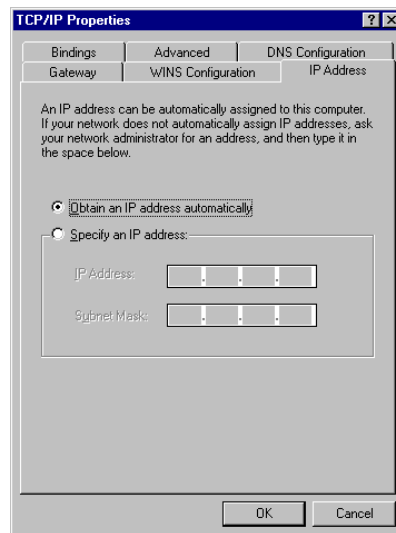 TCP/IP Properties
Bindings Advanced DNS Configuration
Gateway WINS Configuration IP Address
An IP address can be automatically assigned to this computer.
If your network does not automatically assign IP addresses, ask
your network administrator for an address, and then type it in
the space below.
Obtain an IP address automatically
Specify an IP address:
IP Address:
Subnet Mask:
OK Cancel